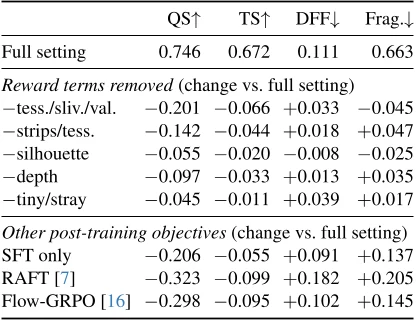 QS↑ TS↑ DFF↓ Frag.↓
Full setting 0.746 0.672 0.111 0.663
Reward terms removed (change vs. full setting)
−tess./sliv./val. −0.201 −0.066 +0.033 −0.045
−strips/tess. −0.142 −0.044 +0.018 +0.047
−silhouette −0.055 −0.020 −0.008 −0.025
−depth −0.097 −0.033 +0.013 +0.035
−tiny/stray −0.045 −0.011 +0.039 +0.017
Other post-training objectives (change vs. full setting)
SFT only −0.206 −0.055 +0.091 +0.137
RAFT [7] −0.323 −0.099 +0.182 +0.205
Flow-GRPO [16] −0.298 −0.095 +0.102 +0.145